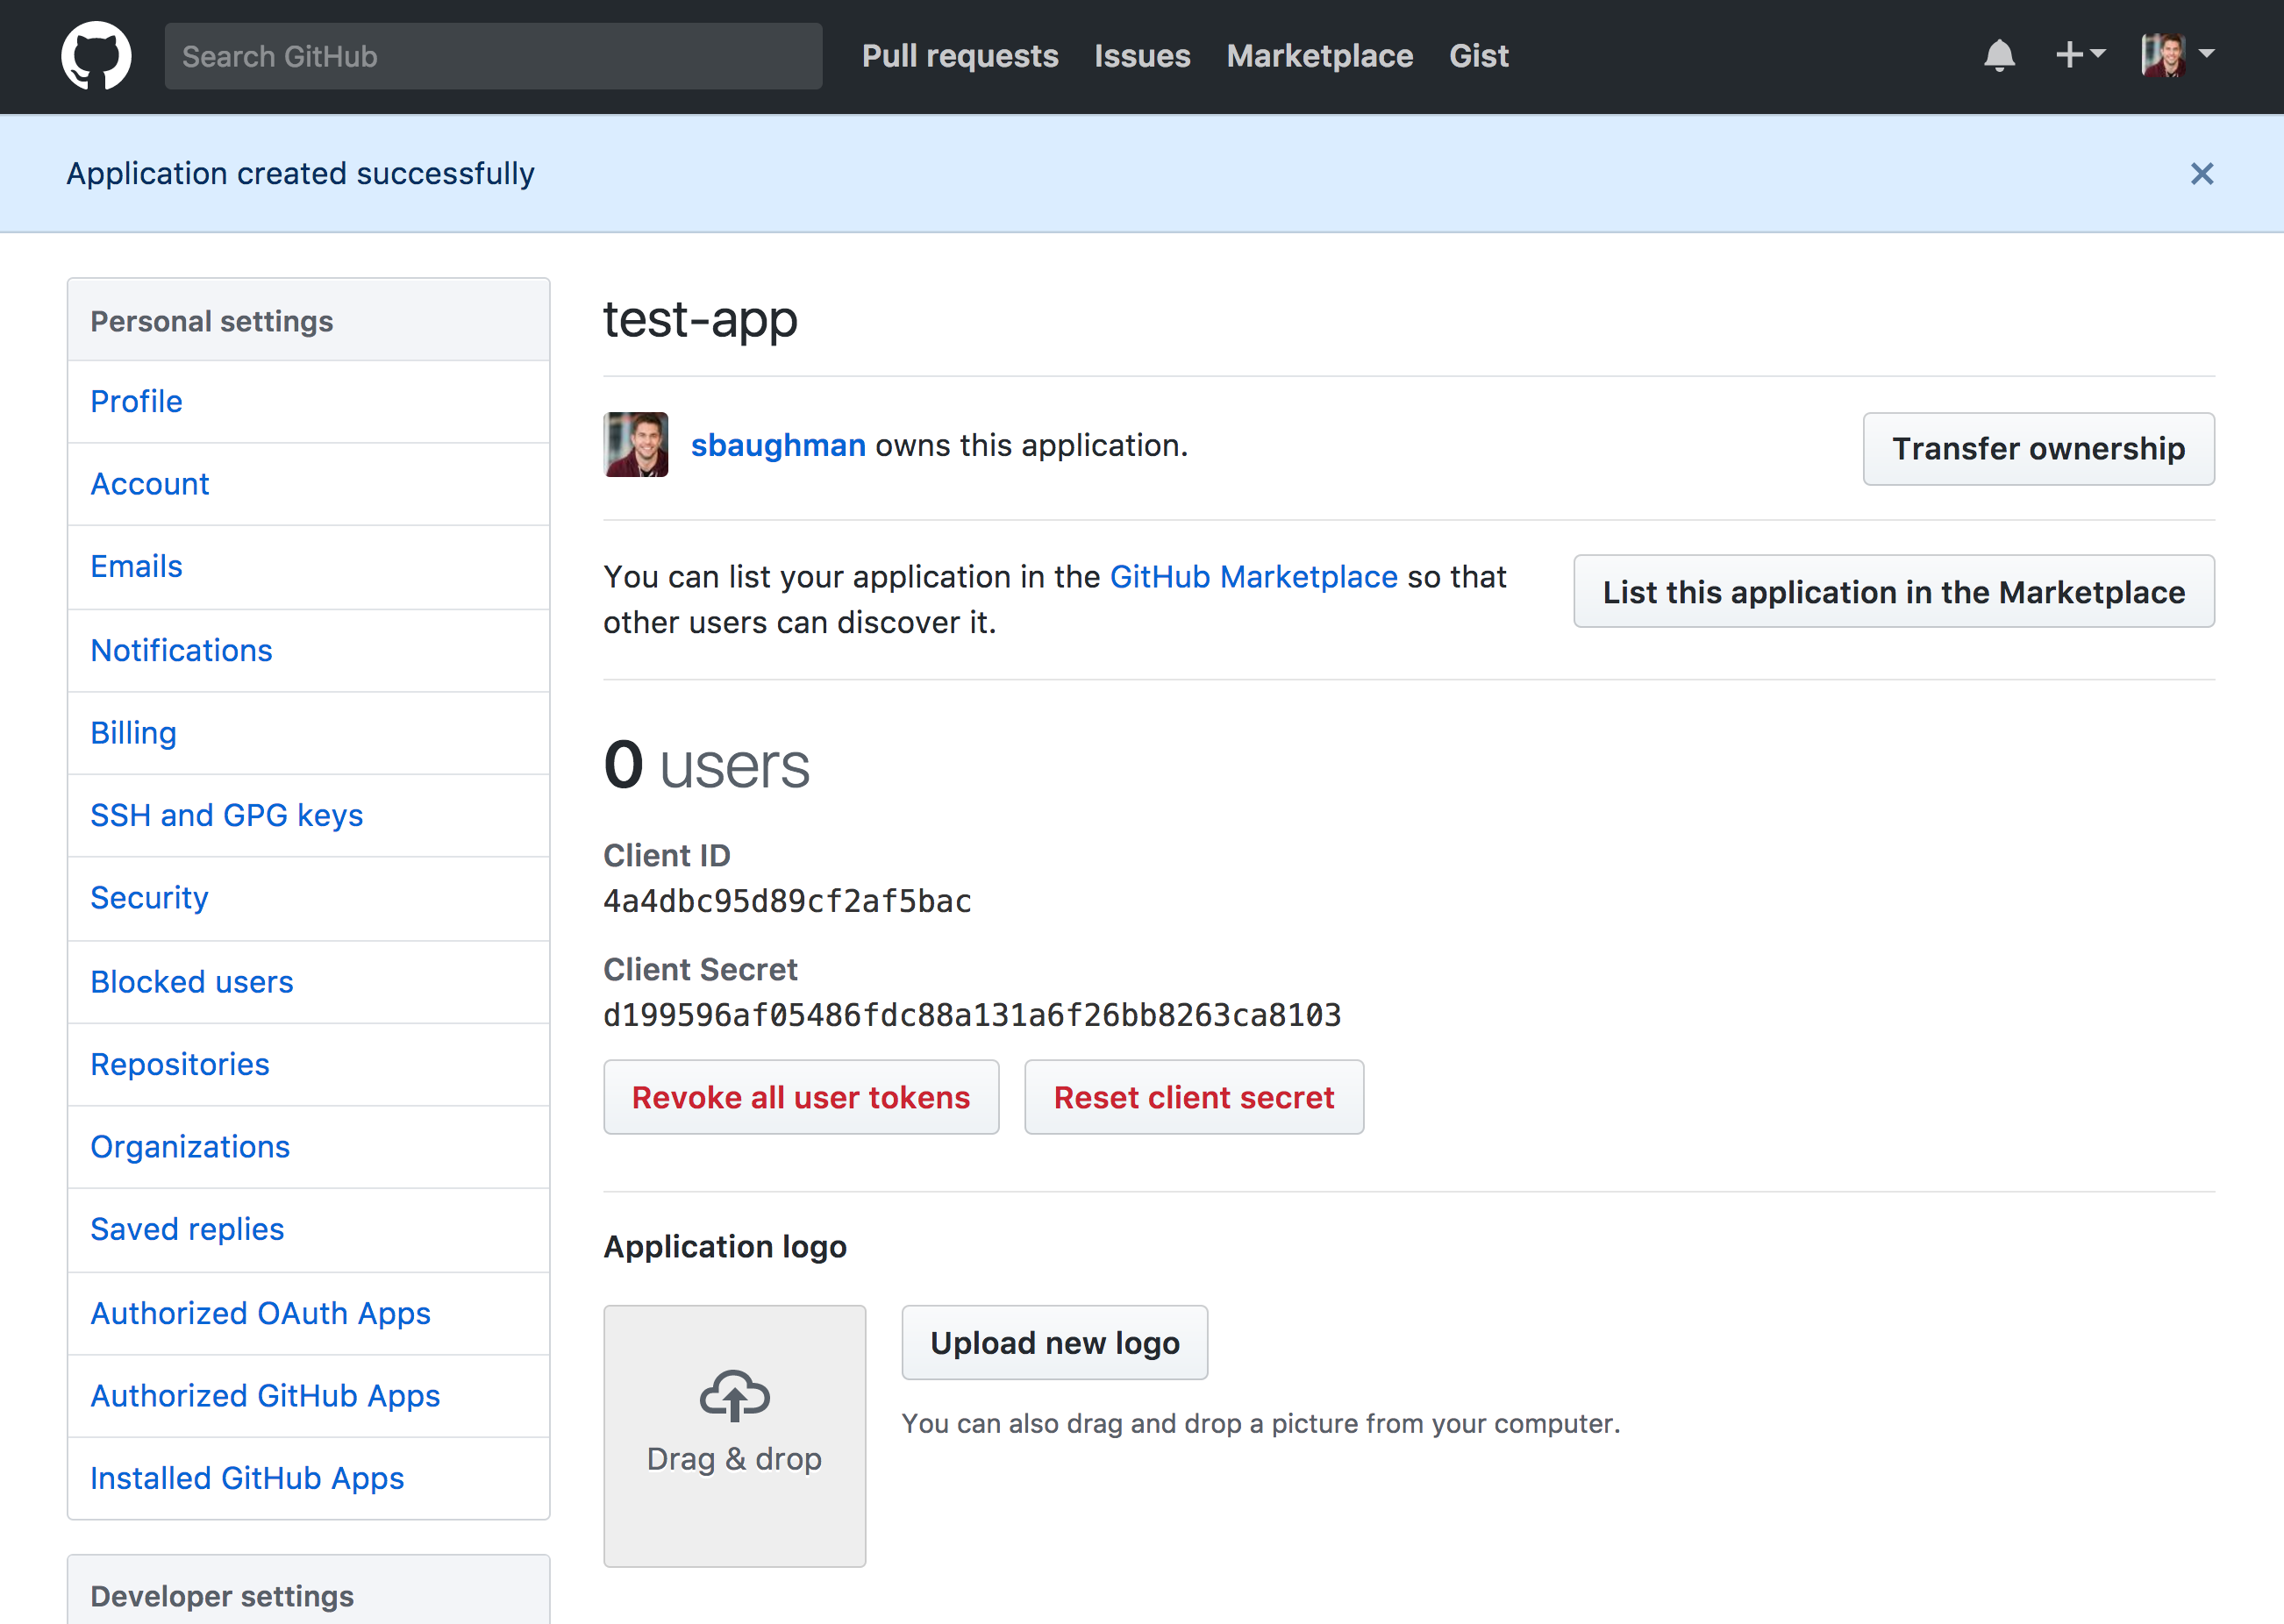 Search GitHub
Pull requests Issues Marketplace Gist
Application created successfully
Personal settings
Profile
Account
Emails
Notifications
Billing
SSH and GPG keys
Security
Blocked users
Repositories
Organizations
Saved replies
Authorized OAuth Apps
Authorized GitHub Apps
Installed GitHub Apps
Developer settings
test-app
sbaughman owns this application.
Transfer ownership
You can list your application in the GitHub Marketplace so that
other users can discover it.
List this application in the Marketplace
0 users
Client ID
4a4dbc95d89cf2af5bac
Client Secret
d199596af05486fdc88a131a6f26bb8263ca8103
Revoke all user tokens
Reset client secret
Application logo
Drag & drop
Upload new logo
You can also drag and drop a picture from your computer.